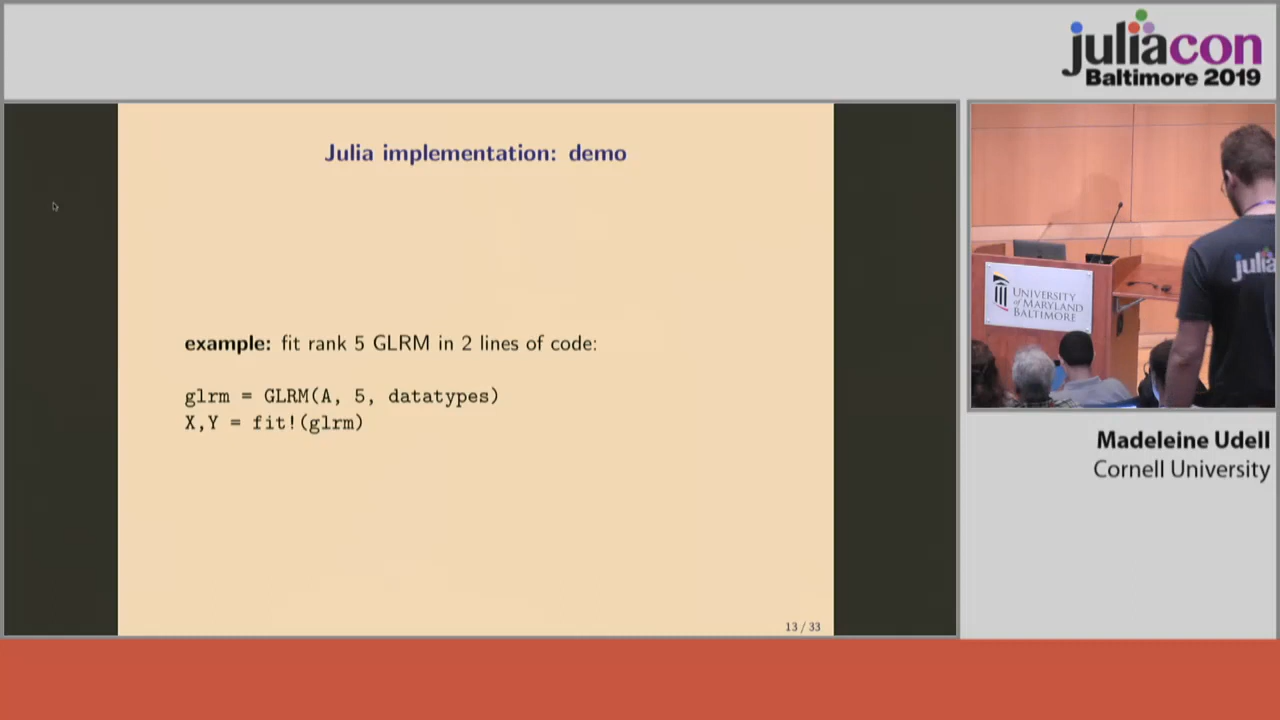 juliacon
Baltimore 2019
Julia implementation: demo
example: fit rank 5 GLRM in 2 lines of code:
glrm = GLRM(A, 5, datatypes)
X,Y = fit!(glrm)
13 / 33
julia
UNIVERSITY
of MARYLAND
BALTIMORE
Madeleine Udell
Cornell University